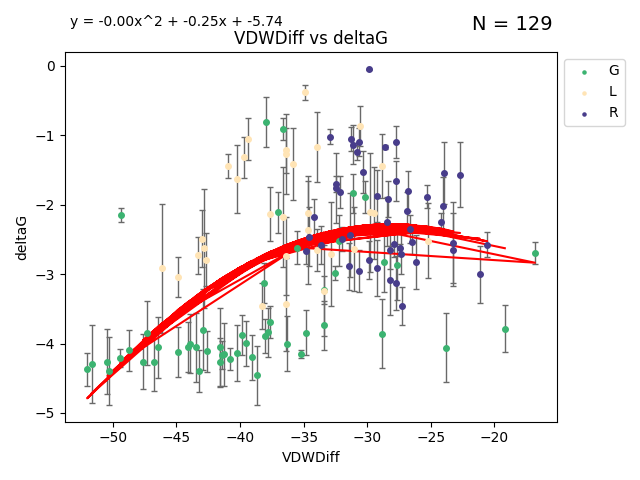 y = -0.00x^2 + -0.25x + -5.74
N = 129
VDWDiff vs deltaG
G
L
R
deltaG
0
−1
−2
−3
−4
−5
−50
−45
−40
−35
−30
−25
−20
VDWDiff